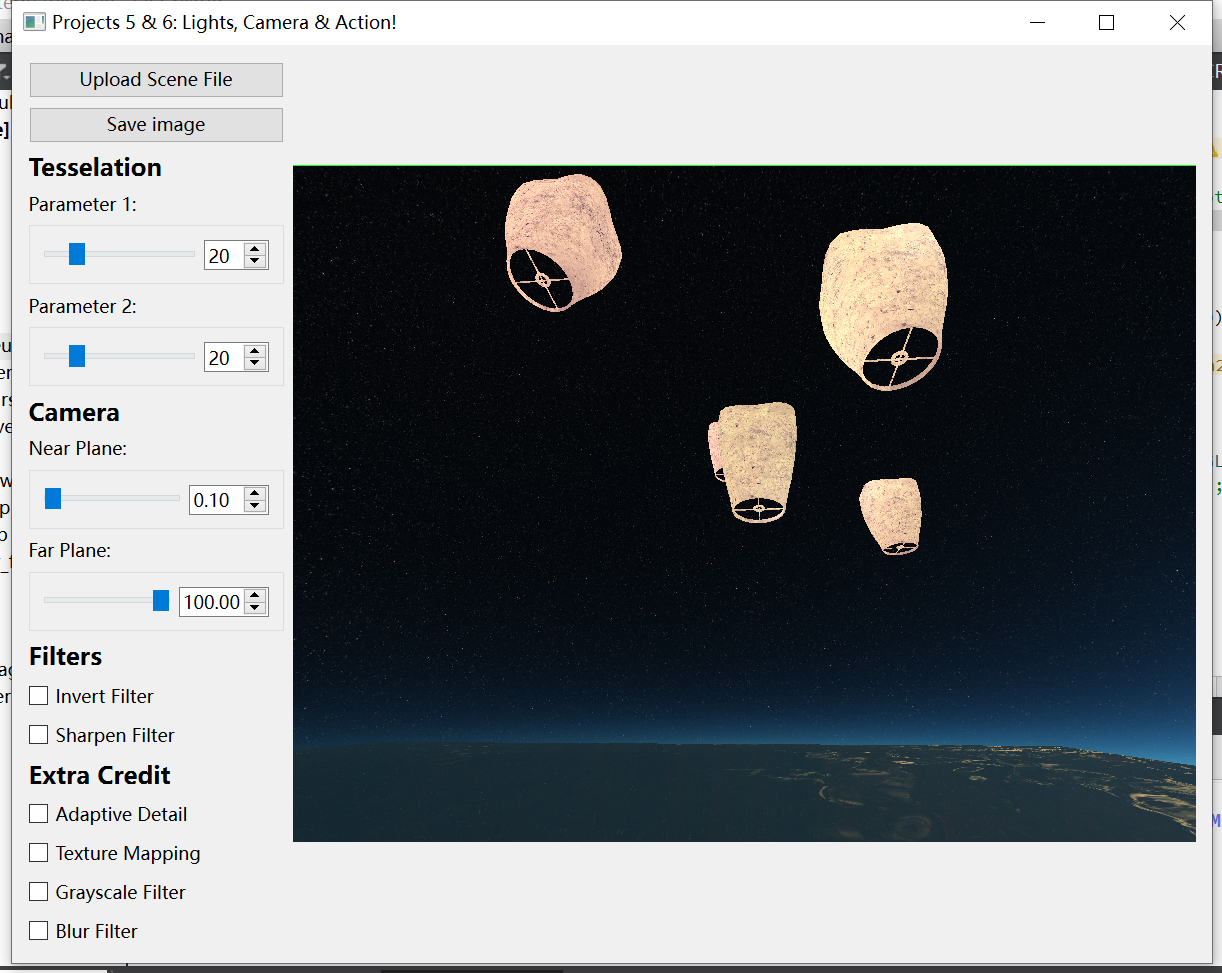 Projects 5 & 6: Lights, Camera & Action!
Upload Scene File
Save image
Tesselation
Parameter 1:
20
Parameter 2:
20
Camera
Near Plane:
0.10
Far Plane:
100.00
Filters
Invert Filter
Sharpen Filter
Extra Credit
Adaptive Detail
Texture Mapping
Grayscale Filter
Blur Filter